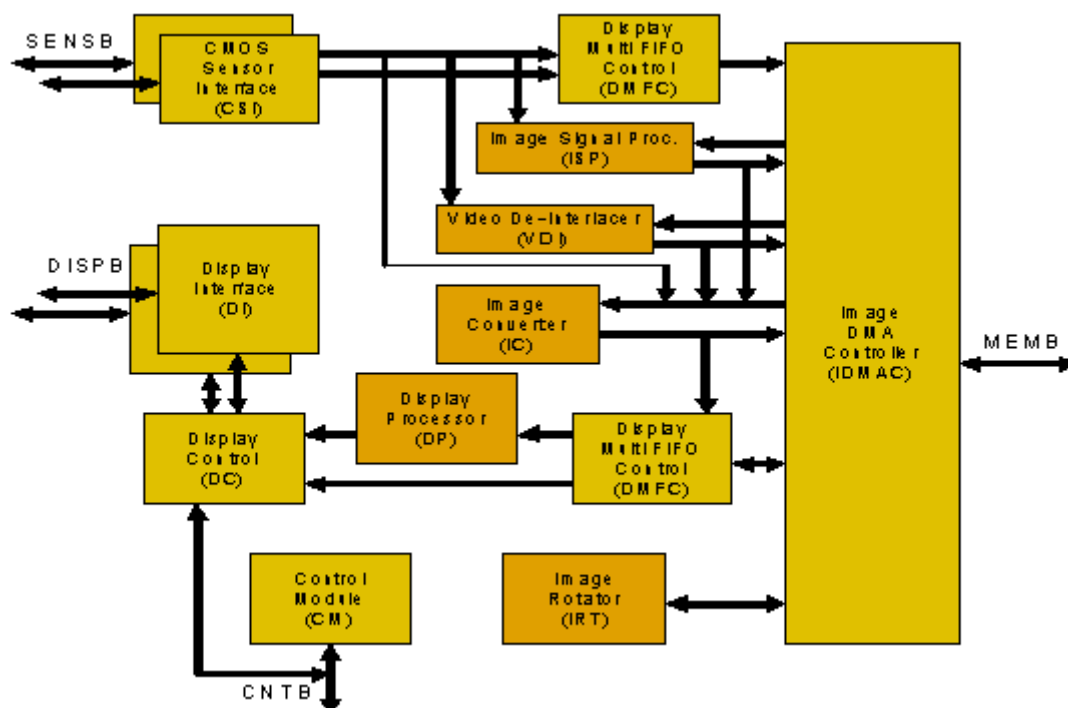 SENSB
CMOS
Sensor
Interface
(CSI)
Display
Multi FIFO
Control
(DMFC)
Image Signal Proc.
(ISP)
Video De-Interlacer
(VDI)
DISPB
Display
Interface
(DI)
Image
Converter
(IC)
Image
DMA
Controller
(IDMAC)
MEMB
Display
Processor
(DP)
Display
Control
(DC)
Display
Multi FIFO
Control
(DMFC)
Control
Module
(CM)
Image
Rotator
(IRT)
CNTB